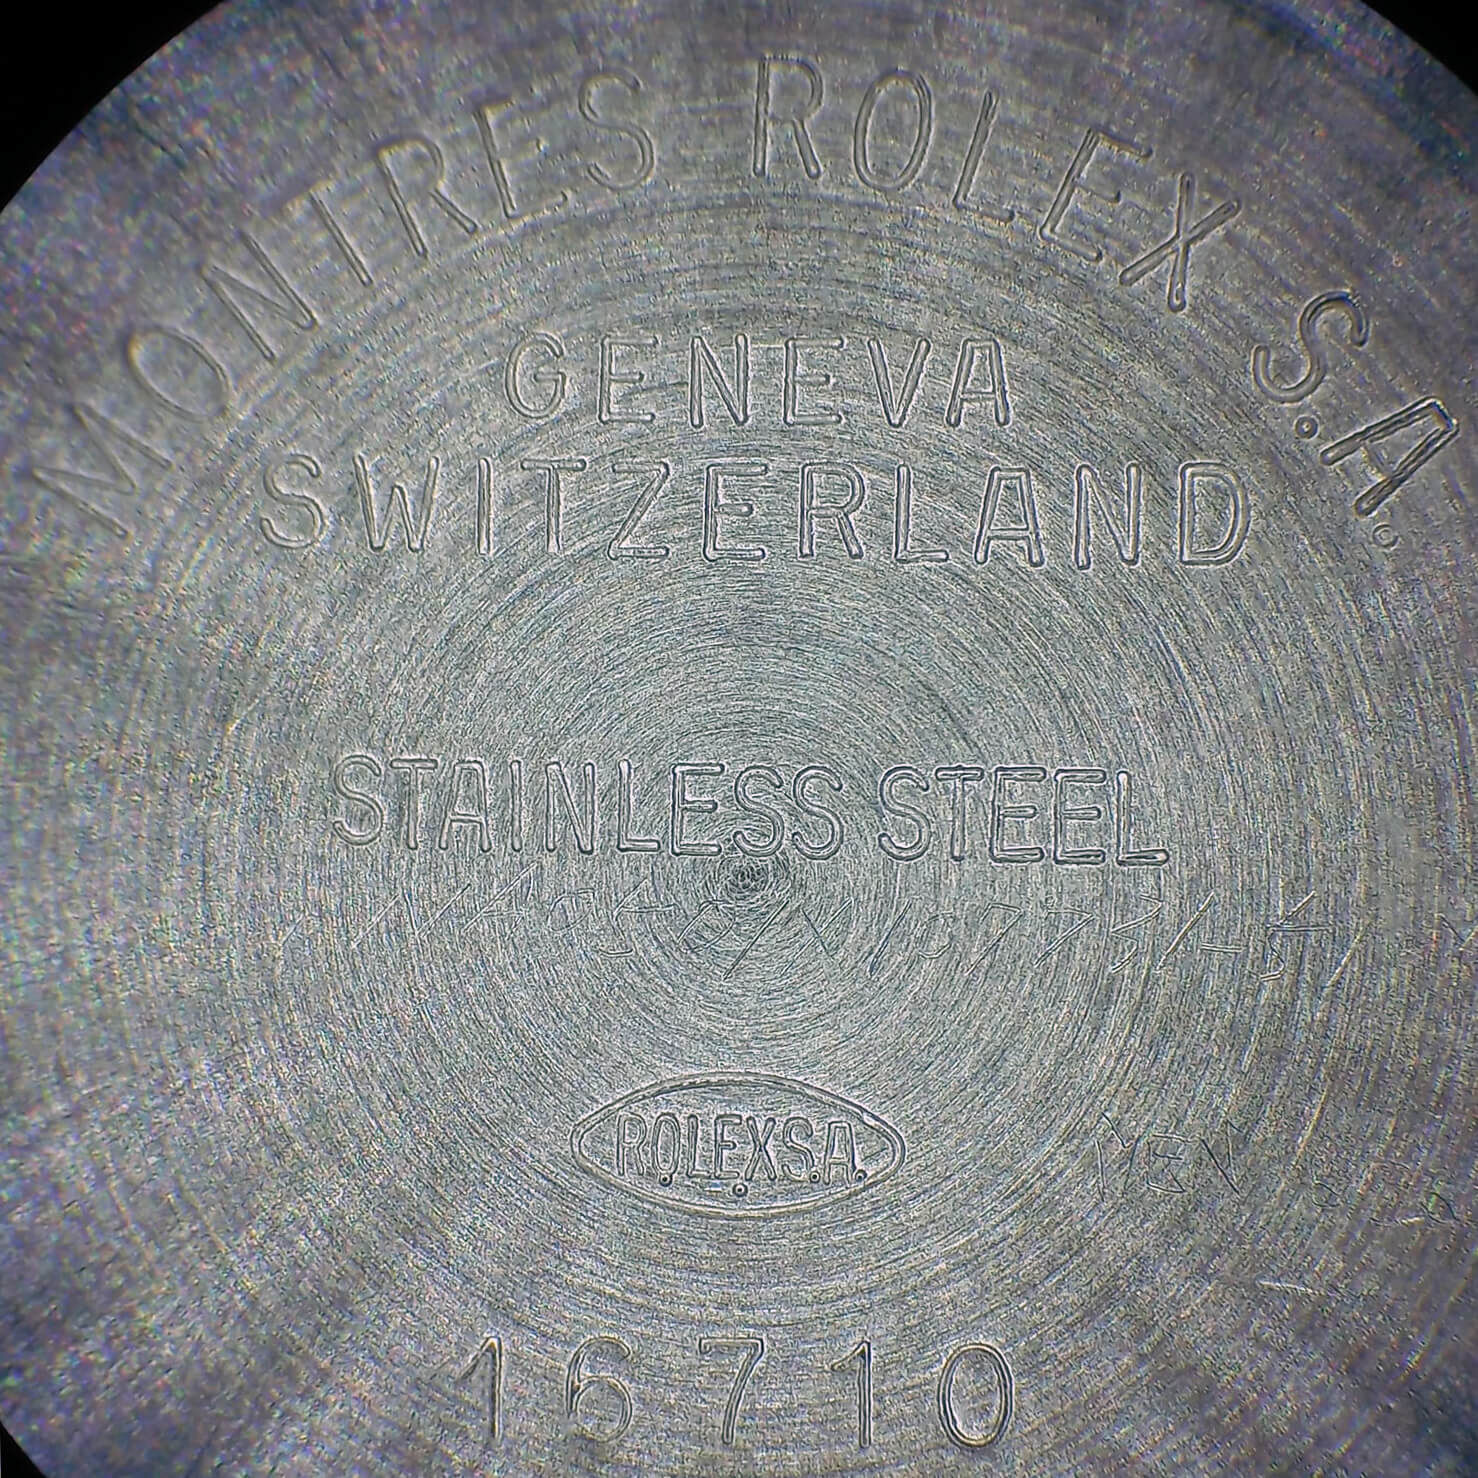 MONTRES ROLEX S.A.
GENEVA
SWITZERLAND
STAINLESS STEEL
ROLEX S.A.
16710